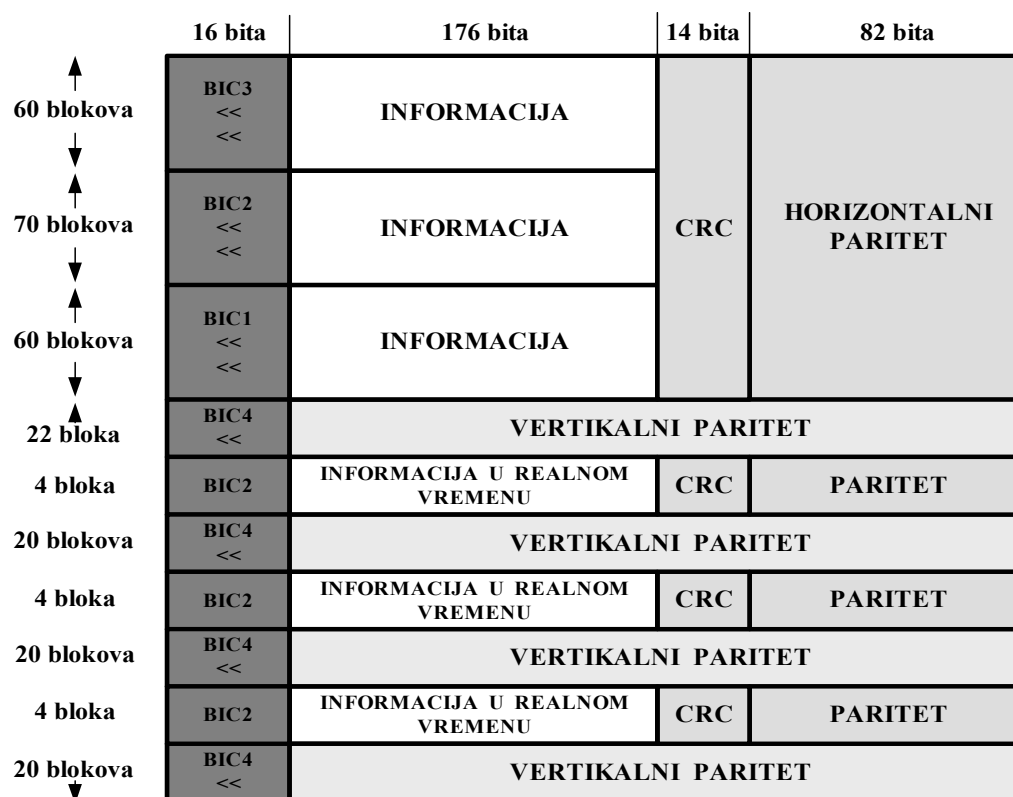 16 bita 176 bita 14 bita 82 bita
60 blokova
BIC3
<<
<<
INFORMACIJA
70 blokova
BIC2
<<
<<
INFORMACIJA
CRC
HORIZONTALNI
PARITET
60 blokova
BIC1
<<
<<
INFORMACIJA
22 bloka
BIC4
<<
VERTIKALNI PARITET
4 bloka
BIC2
INFORMACIJA U REALNOM
VREMENU
CRC
PARITET
20 blokova
BIC4
<<
VERTIKALNI PARITET
4 bloka
BIC2
INFORMACIJA U REALNOM
VREMENU
CRC
PARITET
20 blokova
BIC4
<<
VERTIKALNI PARITET
4 bloka
BIC2
INFORMACIJA U REALNOM
VREMENU
CRC
PARITET
20 blokova
BIC4
<<
VERTIKALNI PARITET